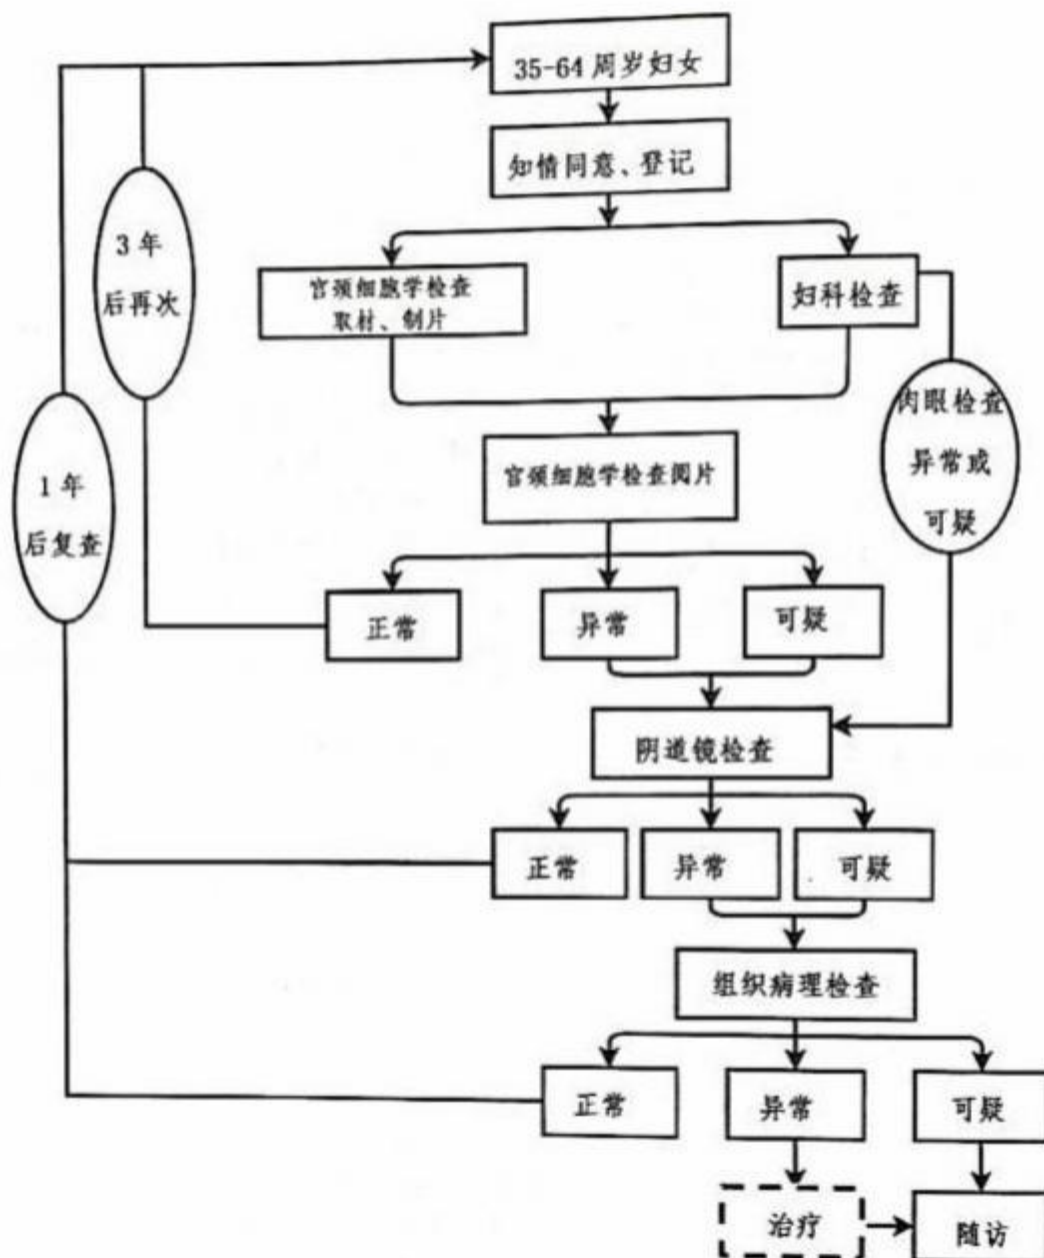 35-64周岁妇女
知情同意、登记
3年
后再次
宫颈细胞学检查
取材、制片
妇科检查
肉眼检查
异常或
可疑
1年
后复查
宫颈细胞学检查阅片
正常
异常
可疑
阴道镜检查
正常
异常
可疑
组织病理检查
正常
异常
可疑
治疗
随访